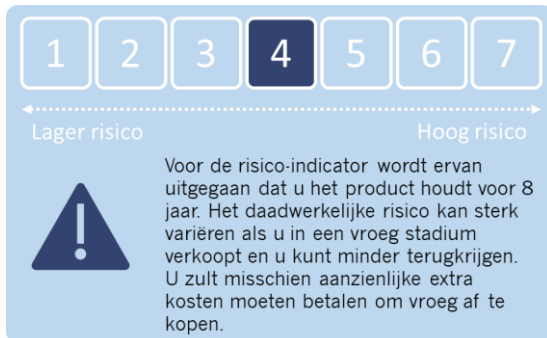 1 2 3 4 5 6 7
Lager risico Hoog risico
Voor de risico-indicator wordt ervan
uitgegaan dat u het product houdt voor 8
jaar. Het daadwerkelijke risico kan sterk
variëren als u in een vroeg stadium
verkoopt en u kunt minder terugkrijgen.
U zult misschien aanzienlijke extra
kosten moeten betalen om vroeg af te
kopen.